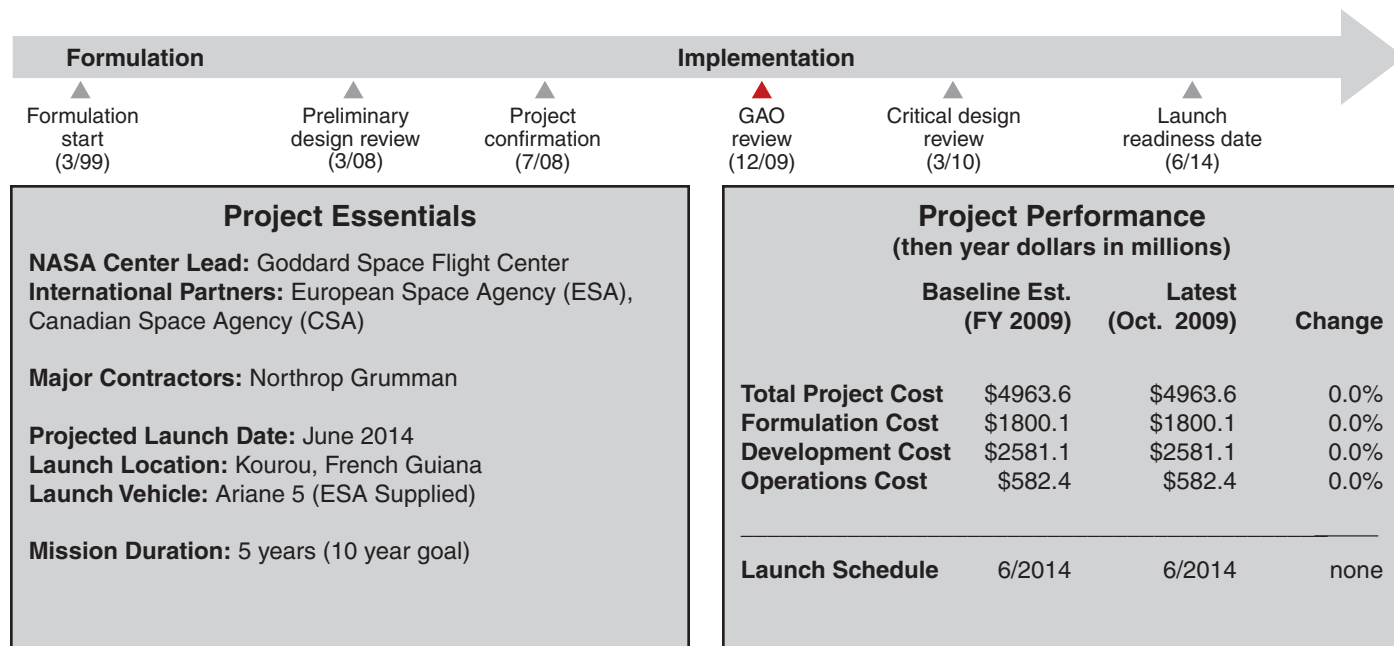 Formulation Implementation
Formulation start (3/99)
Preliminary design review (3/08)
Project confirmation (7/08)
GAO review (12/09)
Critical design review (3/10)
Launch readiness date (6/14)
Project Essentials
NASA Center Lead: Goddard Space Flight Center
International Partners: European Space Agency (ESA),
Canadian Space Agency (CSA)
Major Contractors: Northrop Grumman
Projected Launch Date: June 2014
Launch Location: Kourou, French Guiana
Launch Vehicle: Ariane 5 (ESA Supplied)
Mission Duration: 5 years (10 year goal)
Project Performance
(then year dollars in millions)
Baseline Est. Latest
(FY 2009) (Oct. 2009) Change
Total Project Cost $4963.6 $4963.6 0.0%
Formulation Cost $1800.1 $1800.1 0.0%
Development Cost $2581.1 $2581.1 0.0%
Operations Cost $582.4 $582.4 0.0%
Launch Schedule 6/2014 6/2014 none